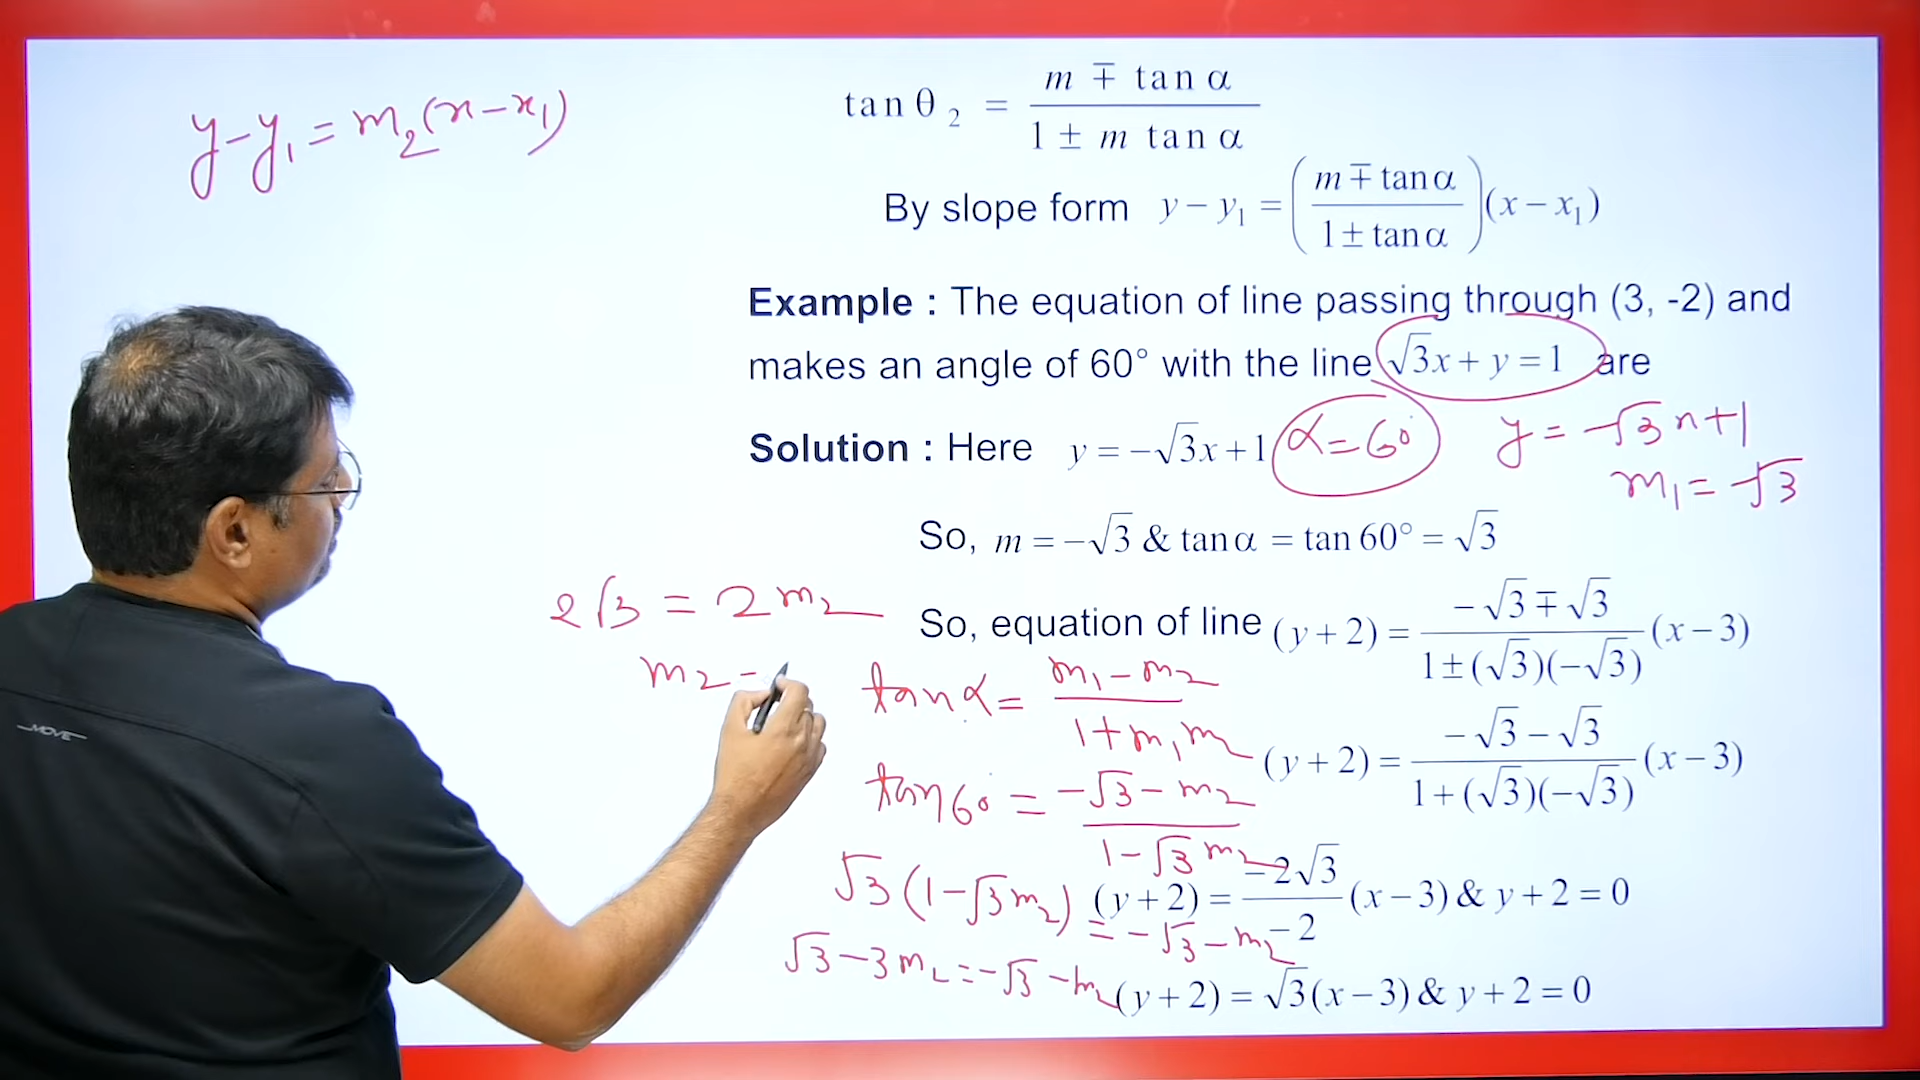 y-y₁ = m₂(x-x₁)
tan θ ₂ = (m ∓ tan α)/(1 ± m tan α)
By slope form y − y₁ = ((m ∓ tan α)/(1 ± tan α))(x − x₁)
Example : The equation of line passing through (3, -2) and
makes an angle of 60° with the line √3x + y = 1 are
Solution : Here y = −√3x + 1
α = 60°
y = -√3x+1
m₁ = -√3
So, m = −√3 & tan α = tan 60° = √3
2√3 = 2m₂
m₂ =
So, equation of line (y + 2) = (−√3 ∓ √3)/(1 ± (√3)(−√3)) (x − 3)
tan α = (m₁ - m₂)/(1 + m₁m₂)
(y + 2) = (−√3 − √3)/(1 + (√3)(−√3)) (x − 3)
tan 60° = (-√3 - m₂)/(1 - √3 m₂)
√3 (1-√3m₂) = -√3 - m₂
(y + 2) = (−2√3)/(−2) (x − 3) & y + 2 = 0
√3 - 3m₂ = -√3 - m₂
(y + 2) = √3(x − 3) & y + 2 = 0
MOVE